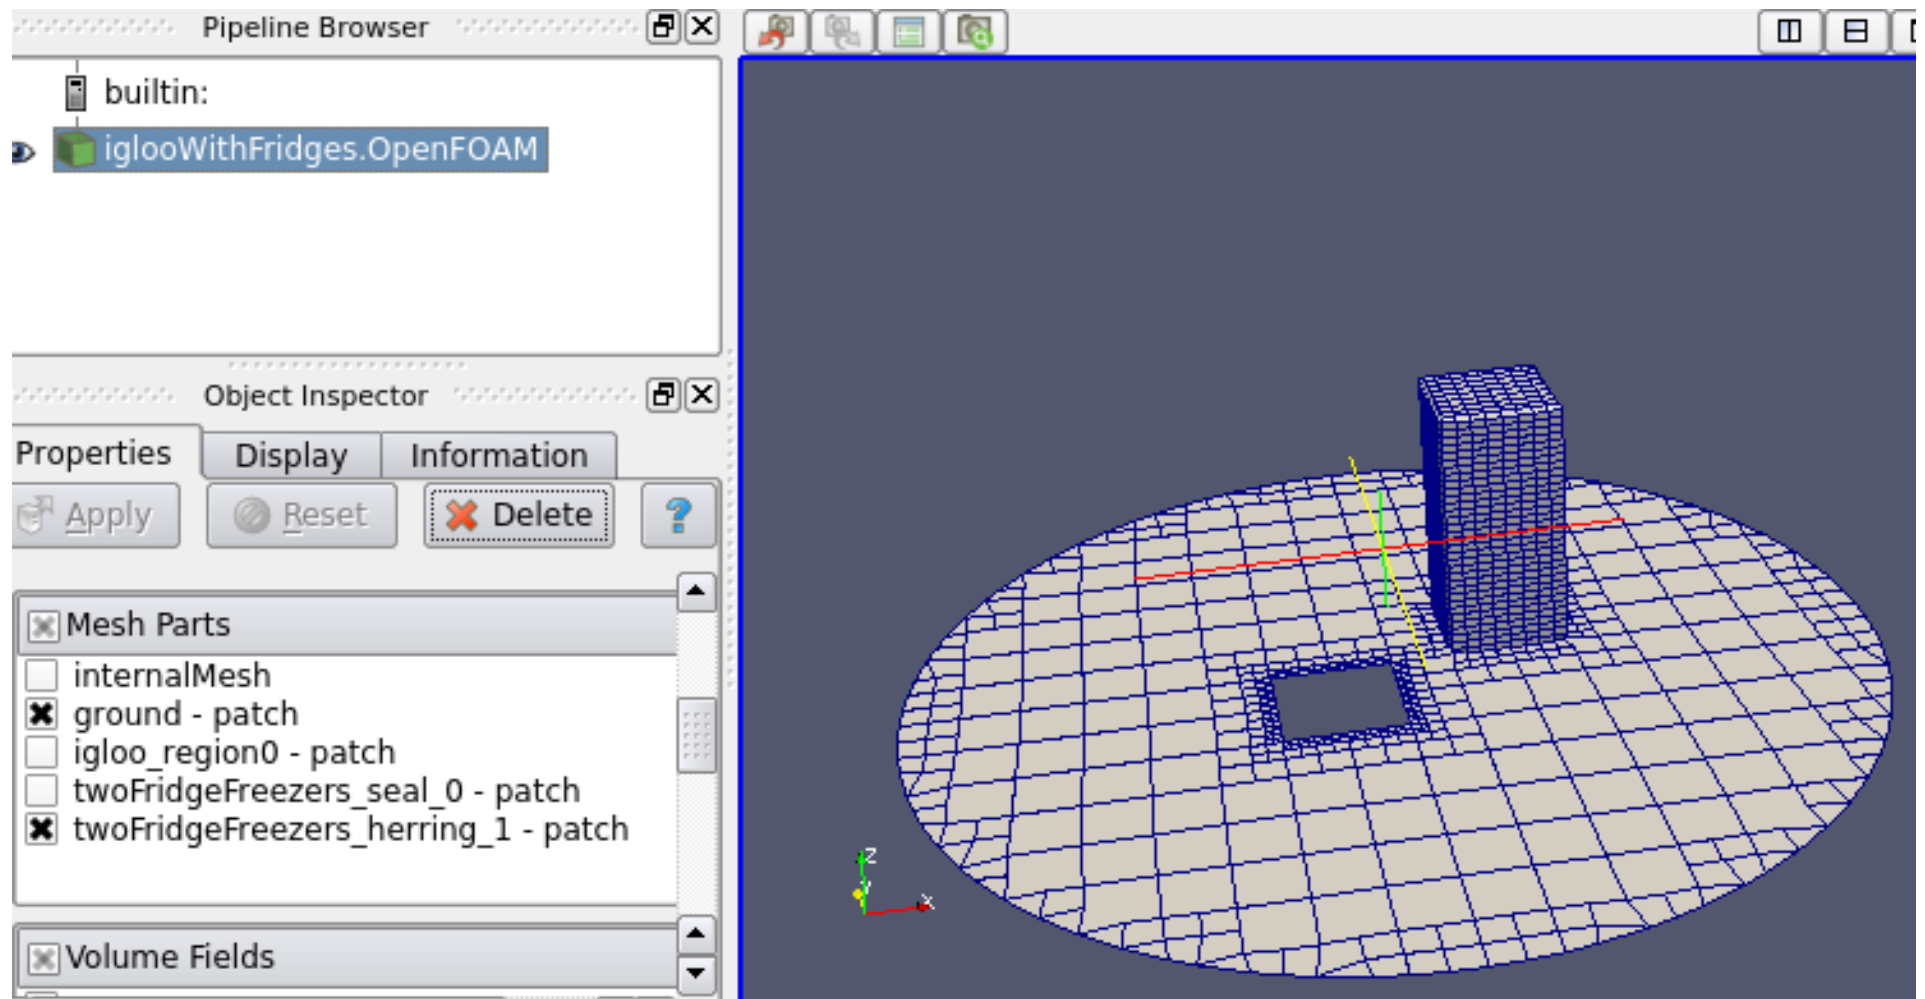 Pipeline Browser
builtin:
iglooWithFridges.OpenFOAM
Object Inspector
Properties Display Information
Apply Reset Delete ?
Mesh Parts
internalMesh
ground - patch
igloo_region0 - patch
twoFridgeFreezers_seal_0 - patch
twoFridgeFreezers_herring_1 - patch
Volume Fields
Z
Y
X